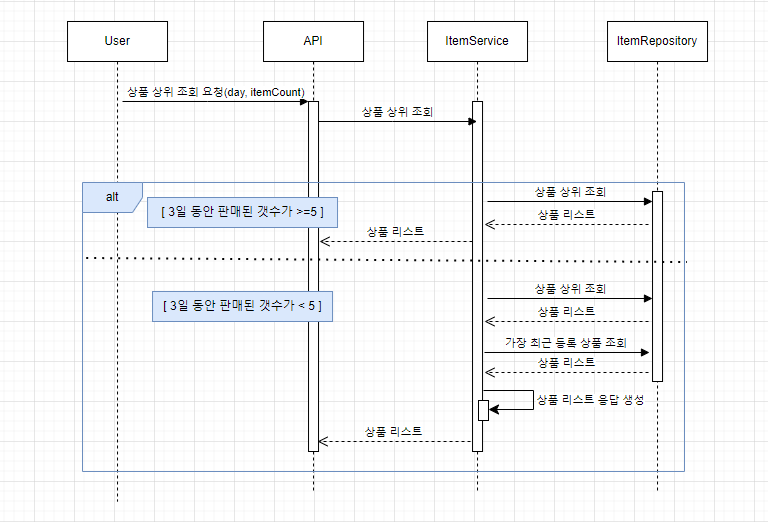 User
API
ItemService
ItemRepository
상품 상위 조회 요청(day, itemCount)
상품 상위 조회
alt
[ 3일 동안 판매된 갯수가 >=5 ]
상품 상위 조회
상품 리스트
상품 리스트
[ 3일 동안 판매된 갯수가 < 5 ]
상품 상위 조회
상품 리스트
가장 최근 등록 상품 조회
상품 리스트
상품 리스트 응답 생성
상품 리스트